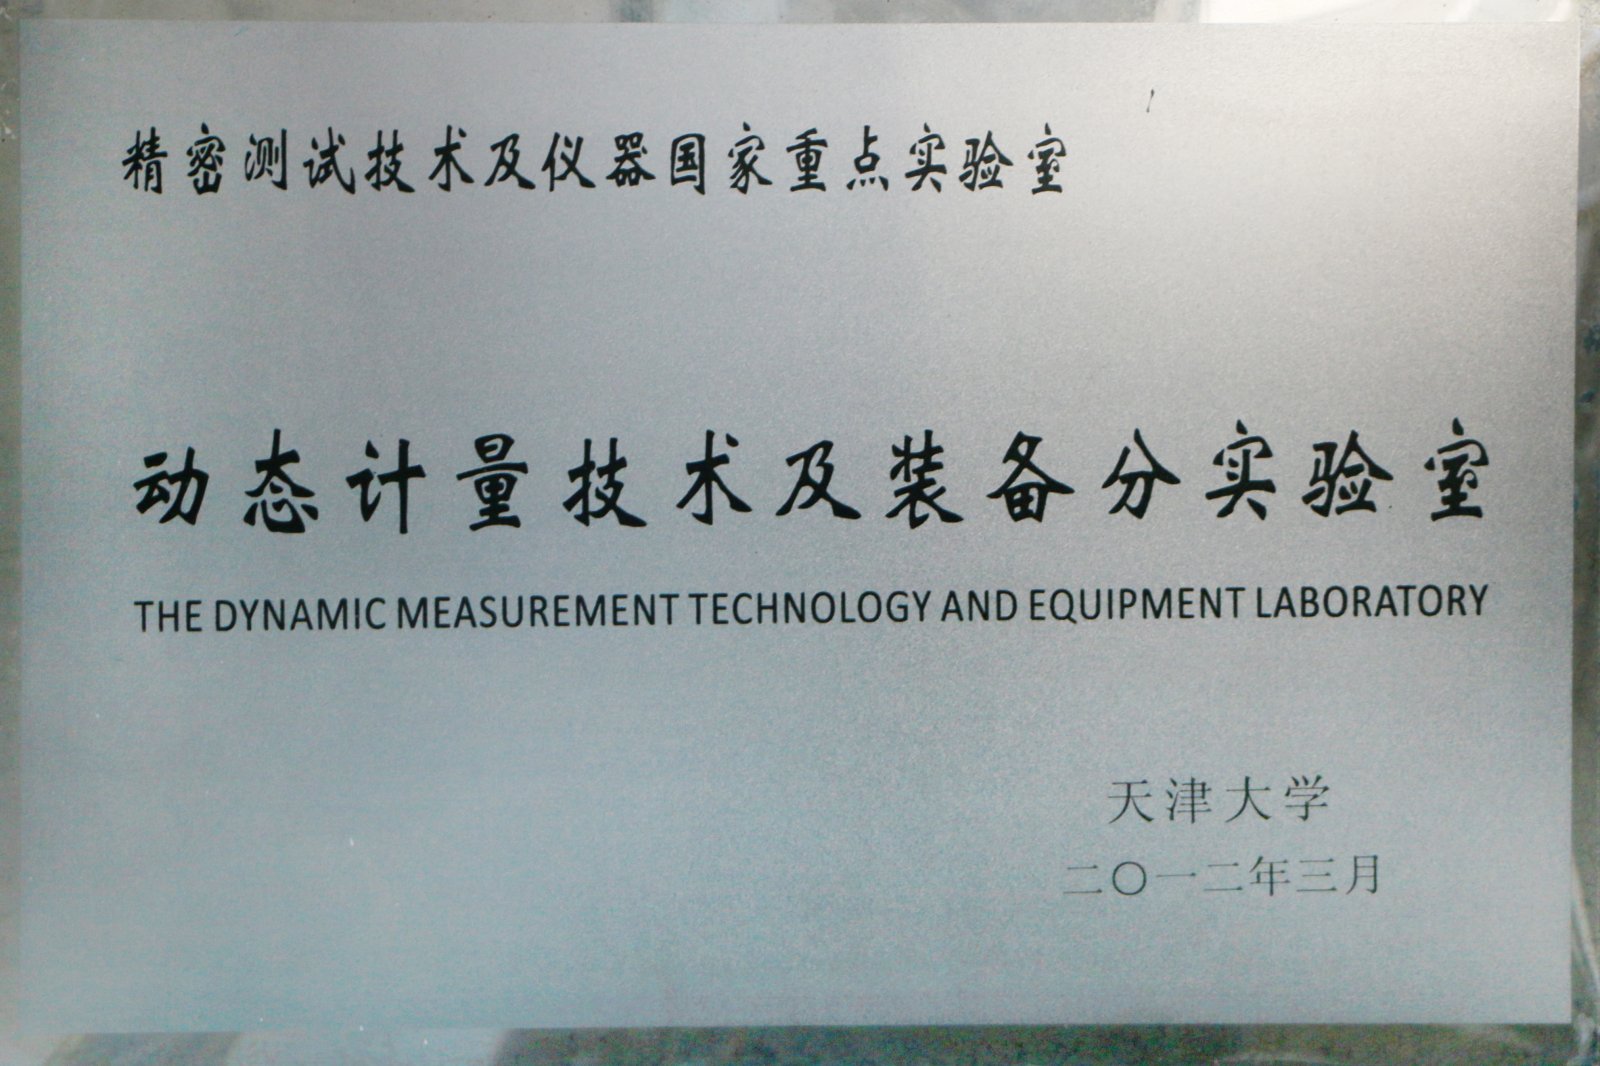 精密测试技术及仪器国家重点实验室
动态计量技术及装备分实验室
THE DYNAMIC MEASUREMENT TECHNOLOGY AND EQUIPMENT LABORATORY
天津大学
二〇一二年三月